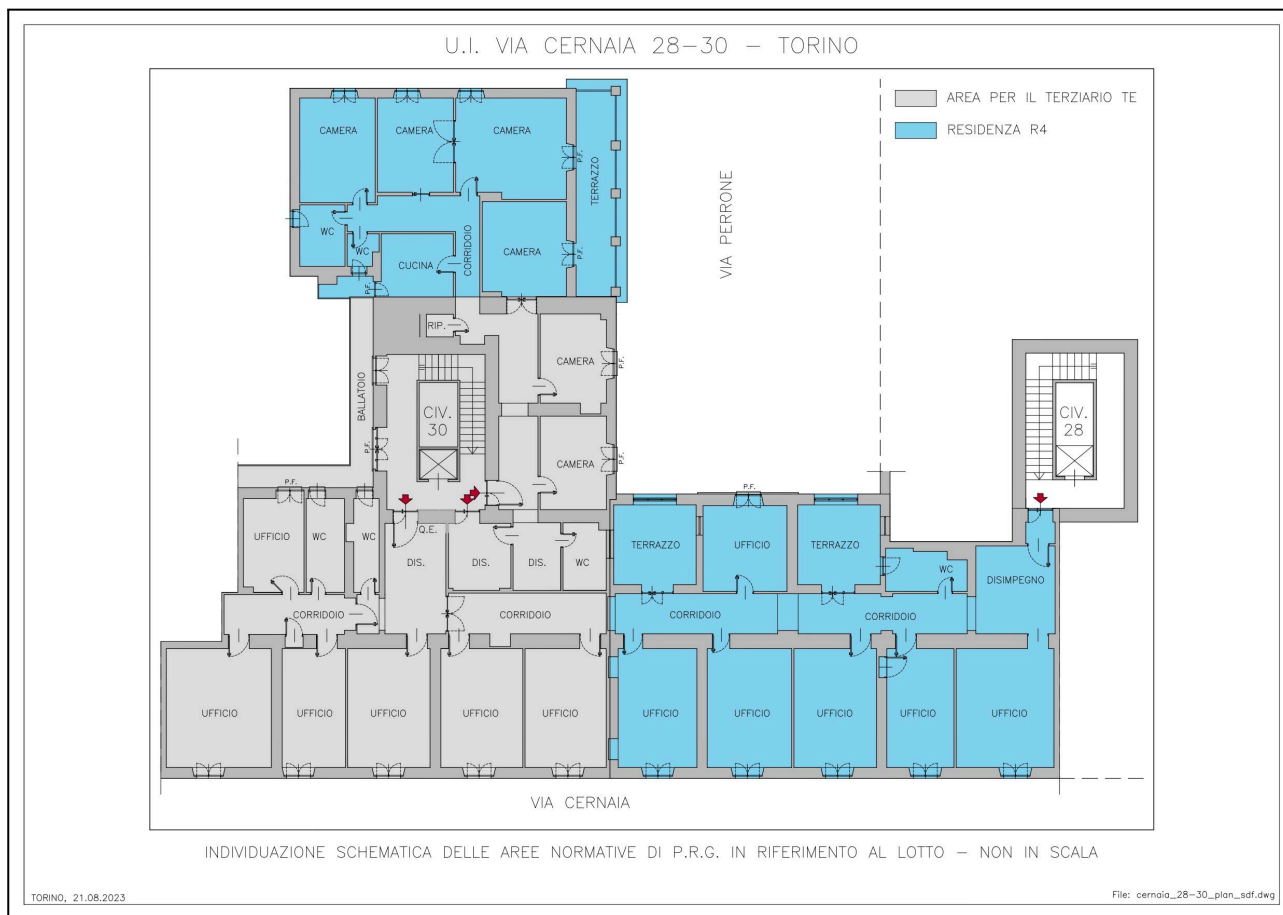 U.I. VIA CERNAIA 28-30 - TORINO
AREA PER IL TERZIARIO TE
RESIDENZA R4
CAMERA
CAMERA
CAMERA
P.F.
TERRAZZO
VIA PERRONE
WC
WC
CUCINA
CORRIDOIO
CAMERA
P.F.
P.F.
RIP.
CAMERA
P.F.
BALLATOIO
CIV.
30
CIV.
28
P.F.
CAMERA
P.F.
P.F.
P.F.
Q.E.
UFFICIO
WC
WC
DIS.
DIS.
DIS.
WC
TERRAZZO
UFFICIO
TERRAZZO
WC
DISIMPEGNO
CORRIDOIO
CORRIDOIO
CORRIDOIO
CORRIDOIO
UFFICIO
UFFICIO
UFFICIO
UFFICIO
UFFICIO
UFFICIO
UFFICIO
UFFICIO
UFFICIO
UFFICIO
VIA CERNAIA
INDIVIDUAZIONE SCHEMATICA DELLE AREE NORMATIVE DI P.R.G. IN RIFERIMENTO AL LOTTO - NON IN SCALA
TORINO, 21.08.2023
File: cernaia_28-30_plan_sdf.dwg